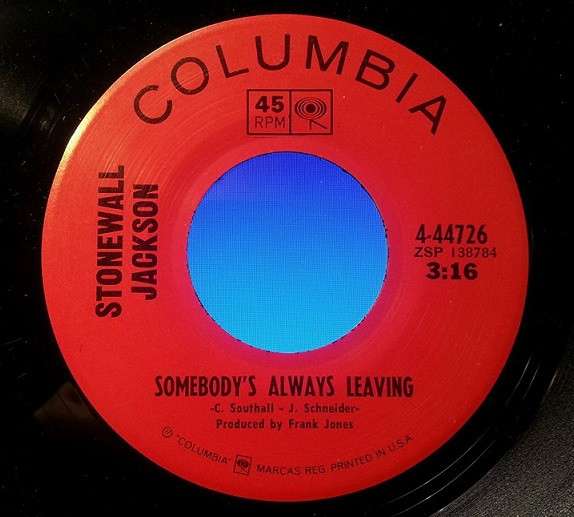 COLUMBIA
45
RPM
STONEWALL
JACKSON
4-44726
ZSP 138784
3:16
SOMEBODY'S ALWAYS LEAVING
-C. Southall - J. Schneider-
Produced by Frank Jones
Ⓟ "COLUMBIA" MARCAS REG. PRINTED IN U.S.A.